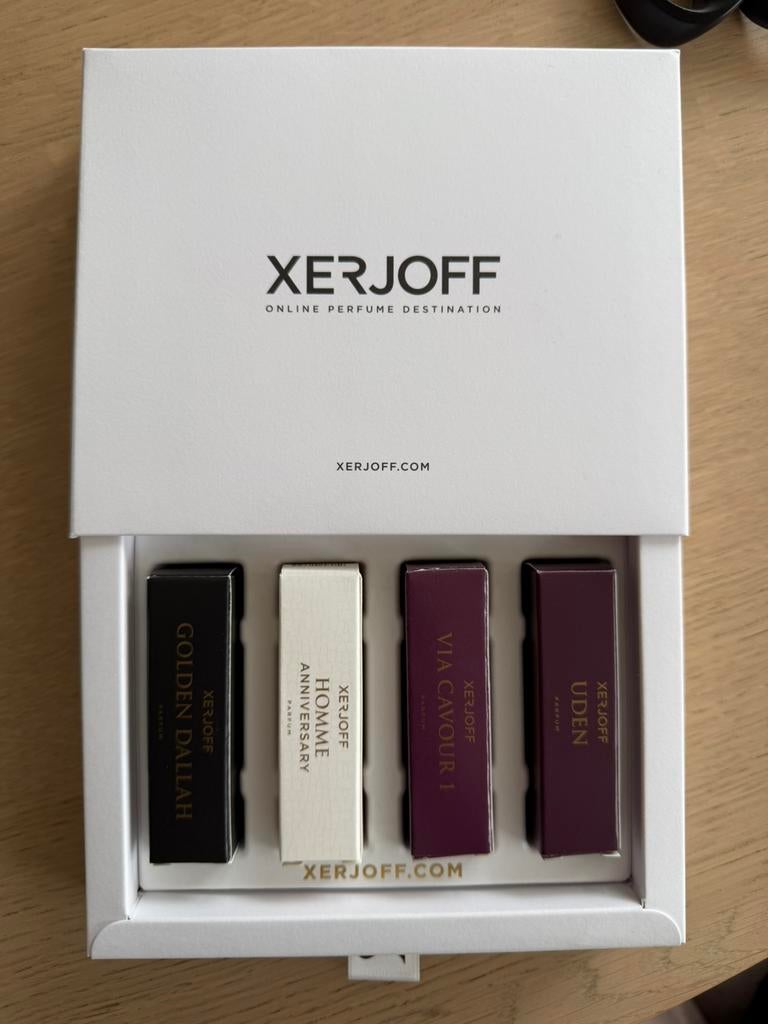 XERJOFF
ONLINE PERFUME DESTINATION
XERJOFF.COM
XERJOFF
GOLDEN DALLAH
PARFUM
XERJOFF
HOMME
ANNIVERSARY
PARFUM
XERJOFF
VIA CAVOUR 1
PARFUM
XERJOFF
UDEN
PARFUM
XERJOFF.COM